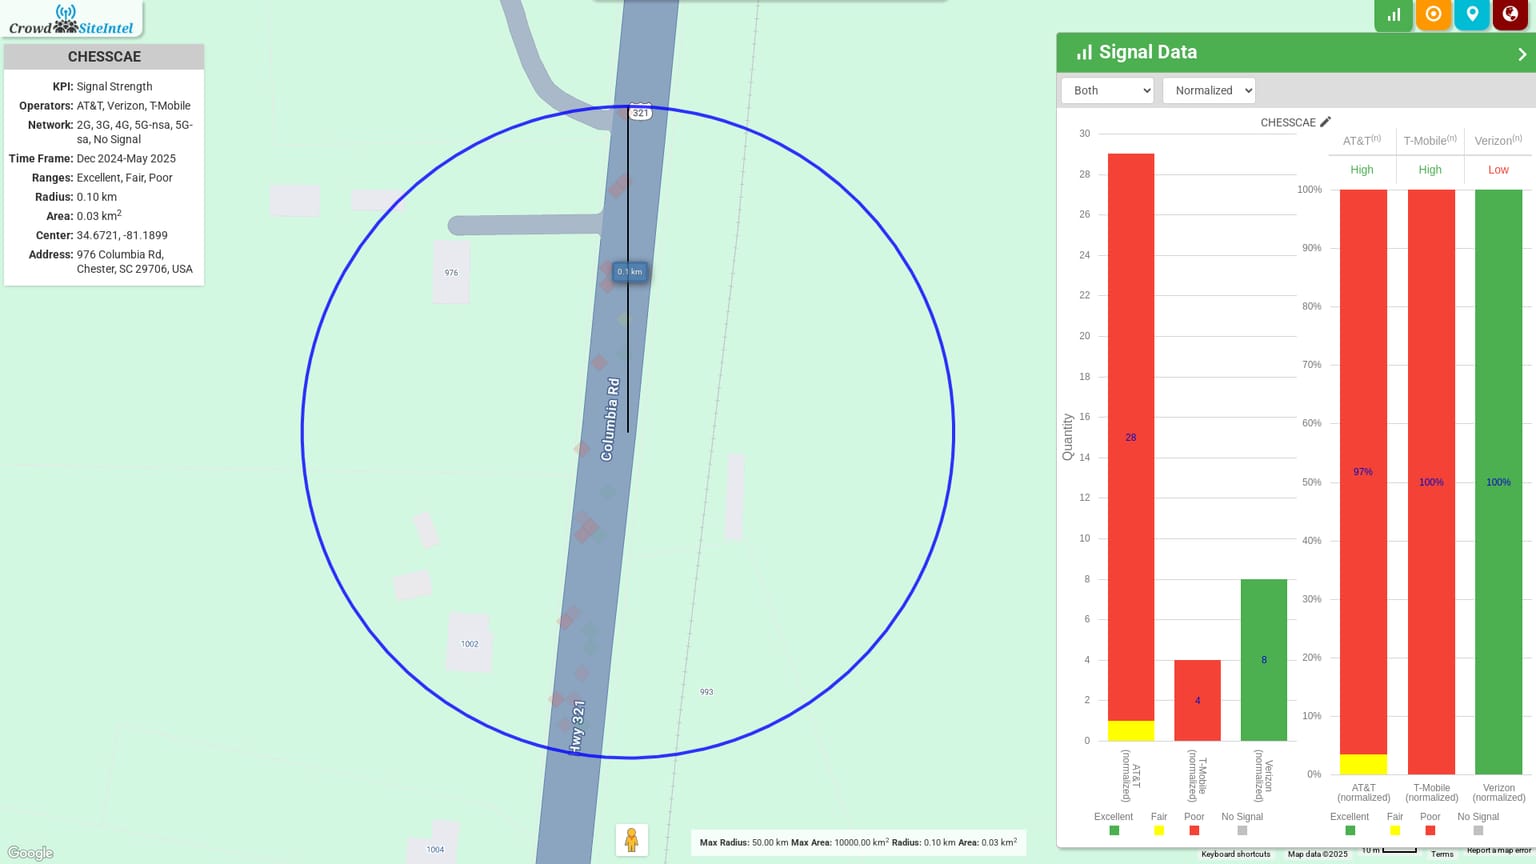 Crowd SiteIntel
CHESSCAE
KPI: Signal Strength
Operators: AT&T, Verizon, T-Mobile
Network: 2G, 3G, 4G, 5G-nsa, 5G-
sa, No Signal
Time Frame: Dec 2024-May 2025
Ranges: Excellent, Fair, Poor
Radius: 0.10 km
Area: 0.03 km2
Center: 34.6721, -81.1899
Address: 976 Columbia Rd,
Chester, SC 29706, USA
321
976
0.1 km
Columbia Rd
1002
993
Hwy 321
1004
Google
Max Radius: 50.00 km Max Area: 10000.00 km2 Radius: 0.10 km Area: 0.03 km2
Signal Data
Both
Normalized
CHESSCAE
Quantity
30
28
26
24
22
20
18
16
14
12
10
8
6
4
2
0
28
4
8
AT&T
(normalized)
T-Mobile
(normalized)
Verizon
(normalized)
Excellent Fair Poor No Signal
AT&T(n) T-Mobile(n) Verizon(n)
High High Low
100%
90%
80%
70%
60%
50%
40%
30%
20%
10%
0%
97%
100%
100%
AT&T
(normalized)
T-Mobile
(normalized)
Verizon
(normalized)
Excellent Fair Poor No Signal
Keyboard shortcuts
Map data ©2025
10 m
Terms
Report a map error